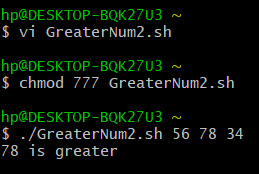 hp@DESKTOP-BQK27U3 ~
$ vi GreaterNum2.sh
hp@DESKTOP-BQK27U3 ~
$ chmod 777 GreaterNum2.sh
hp@DESKTOP-BQK27U3 ~
$ ./GreaterNum2.sh 56 78 34
78 is greater